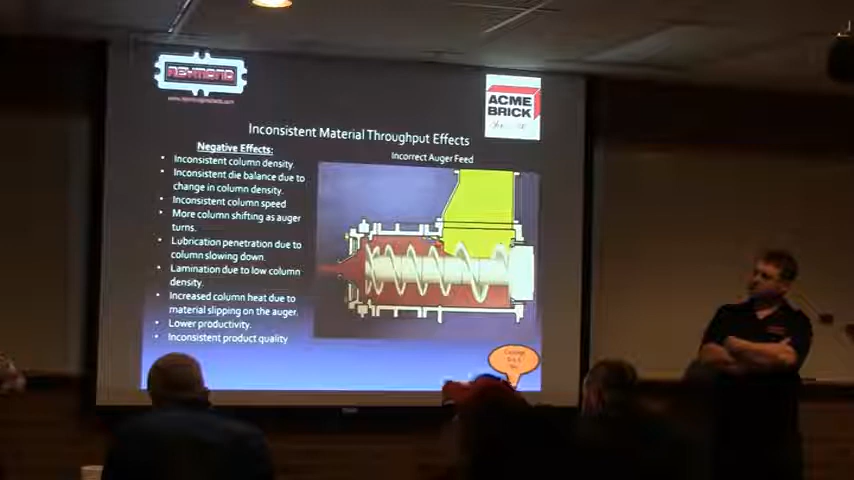 ACME
BRICK
Inconsistent Material Throughput Effects
Negative Effects:
Incorrect Auger Feed
• Inconsistent column density
• Inconsistent die balance due to
change in column density.
• Inconsistent column speed
• More column shifting as auger
turns.
• Lubrication penetration due to
column slowing down.
• Lamination due to low column
density.
• Increased column heat due to
material slipping on the auger.
• Lower productivity.
• Inconsistent product quality